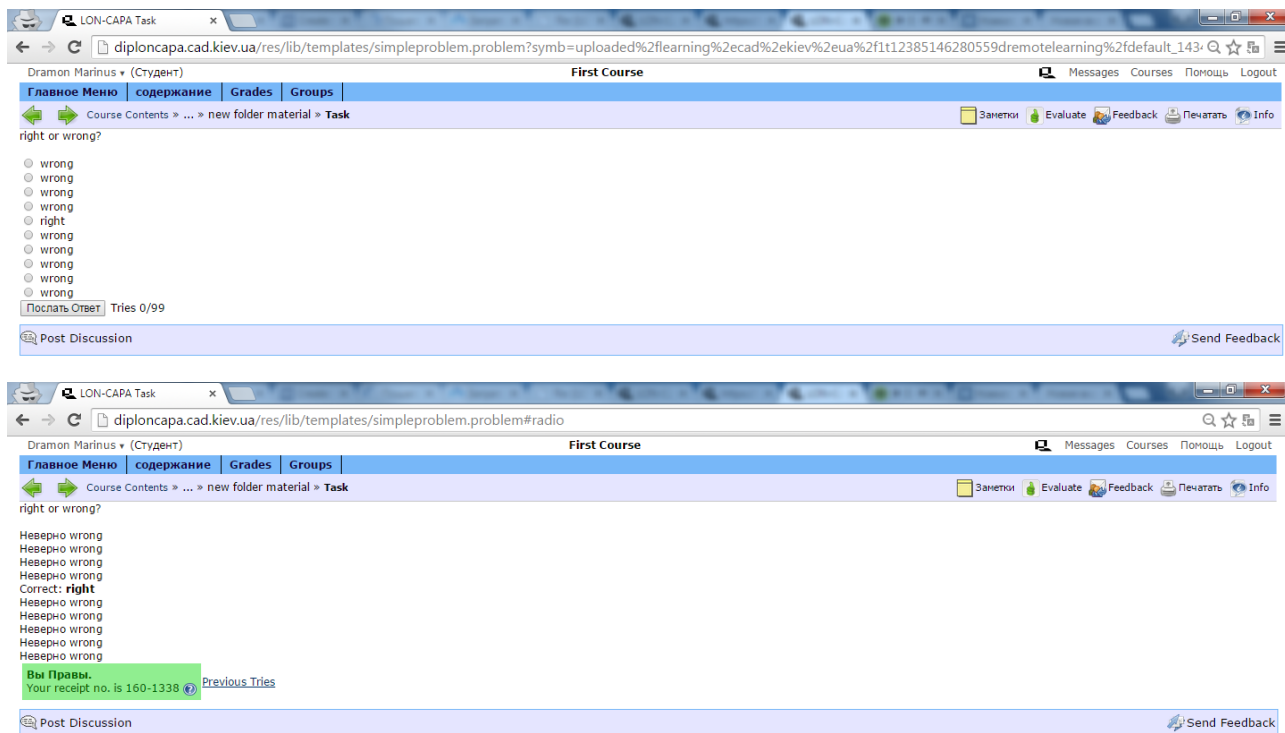 LON-CAPA Task
diploncapa.cad.kiev.ua/res/lib/templates/simpleproblem.problem?symb=uploaded%2flearning%2ecad%2ekiev%2eua%2f1t12385146280559dremotelearning%2fdefault_1434
Dramon Marinus (Студент) First Course Messages Courses Помощь Logout
Главное Меню содержание Grades Groups
Course Contents » ... » new folder material » Task Заметки Evaluate Feedback Печатать Info
right or wrong?
wrong
wrong
wrong
wrong
right
wrong
wrong
wrong
wrong
wrong
Послать Ответ Tries 0/99
Post Discussion Send Feedback
LON-CAPA Task
diploncapa.cad.kiev.ua/res/lib/templates/simpleproblem.problem#radio
Dramon Marinus (Студент) First Course Messages Courses Помощь Logout
Главное Меню содержание Grades Groups
Course Contents » ... » new folder material » Task Заметки Evaluate Feedback Печатать Info
right or wrong?
Неверно wrong
Неверно wrong
Неверно wrong
Неверно wrong
Correct: right
Неверно wrong
Неверно wrong
Неверно wrong
Неверно wrong
Неверно wrong
Вы Правы.
Your receipt no. is 160-1338 Previous Tries
Post Discussion Send Feedback